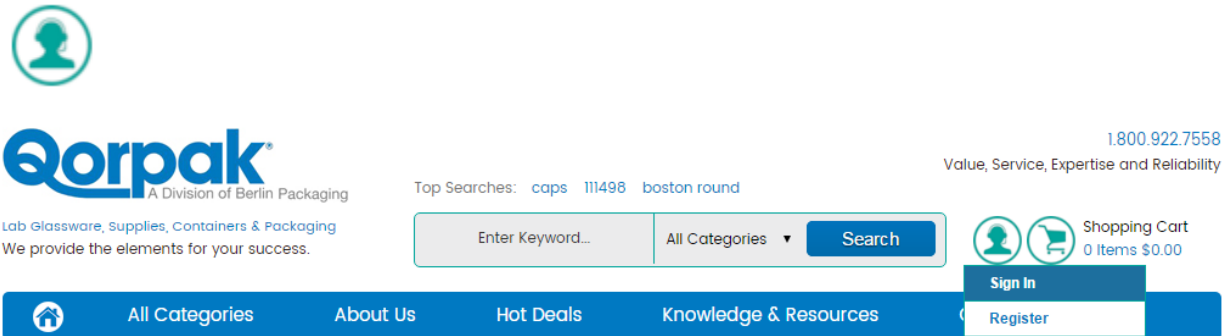 Qorpak®
A Division of Berlin Packaging
Lab Glassware, Supplies, Containers & Packaging
We provide the elements for your success.
Top Searches: caps 111498 boston round
Enter Keyword... All Categories ▼ Search
1.800.922.7558
Value, Service, Expertise and Reliability
Shopping Cart
0 Items $0.00
Sign In
Register
All Categories About Us Hot Deals Knowledge & Resources